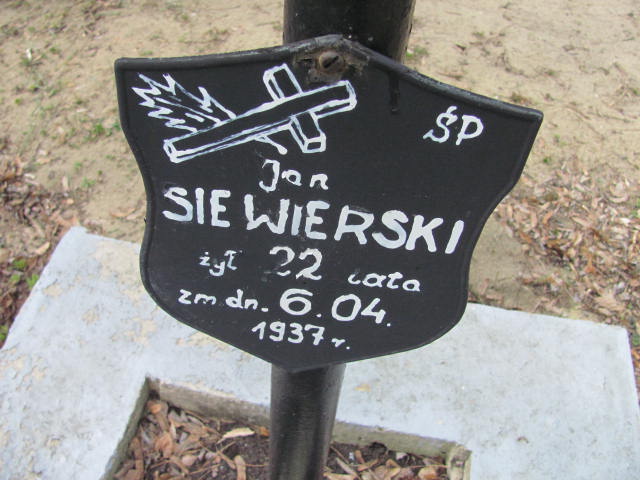 ŚP
Jan
SIEWIERSKI
żył 22 lata
zm dn. 6.04.
1937 r.